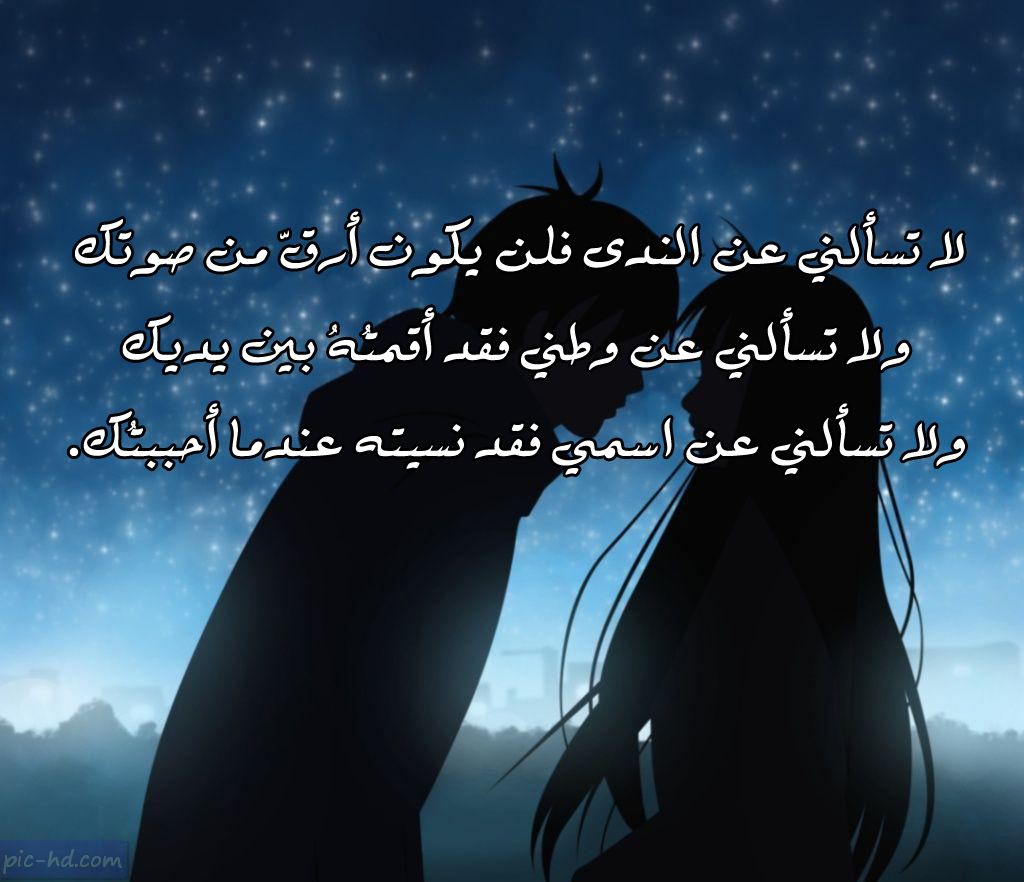 لا تسألني عن الندى فلن يكون أرقّ من صوتك
ولا تسألني عن وطني فقد أقمتُهُ بين يديك
ولا تسألني عن اسمي فقد نسيته عندما أحببتُك.
pic-hd.com